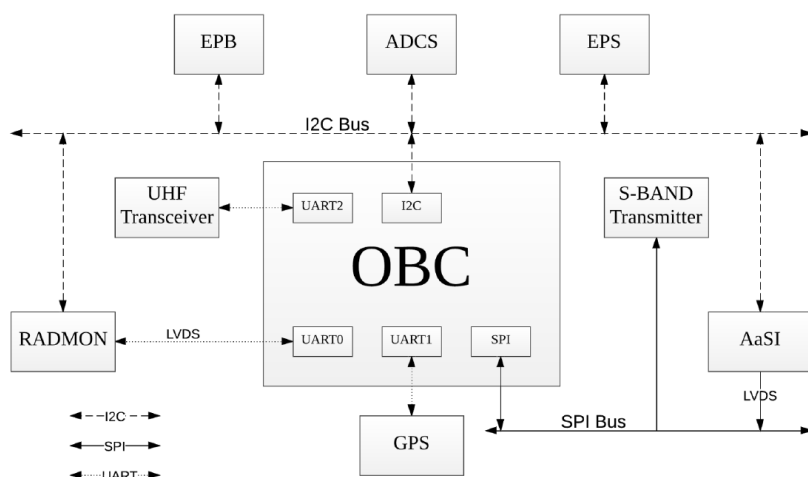 EPB
ADCS
EPS
I2C Bus
UHF
Transceiver
UART2
I2C
S-BAND
Transmitter
OBC
RADMON
LVDS
UART0
UART1
SPI
AaSI
LVDS
I2C
SPI
UART
GPS
SPI Bus